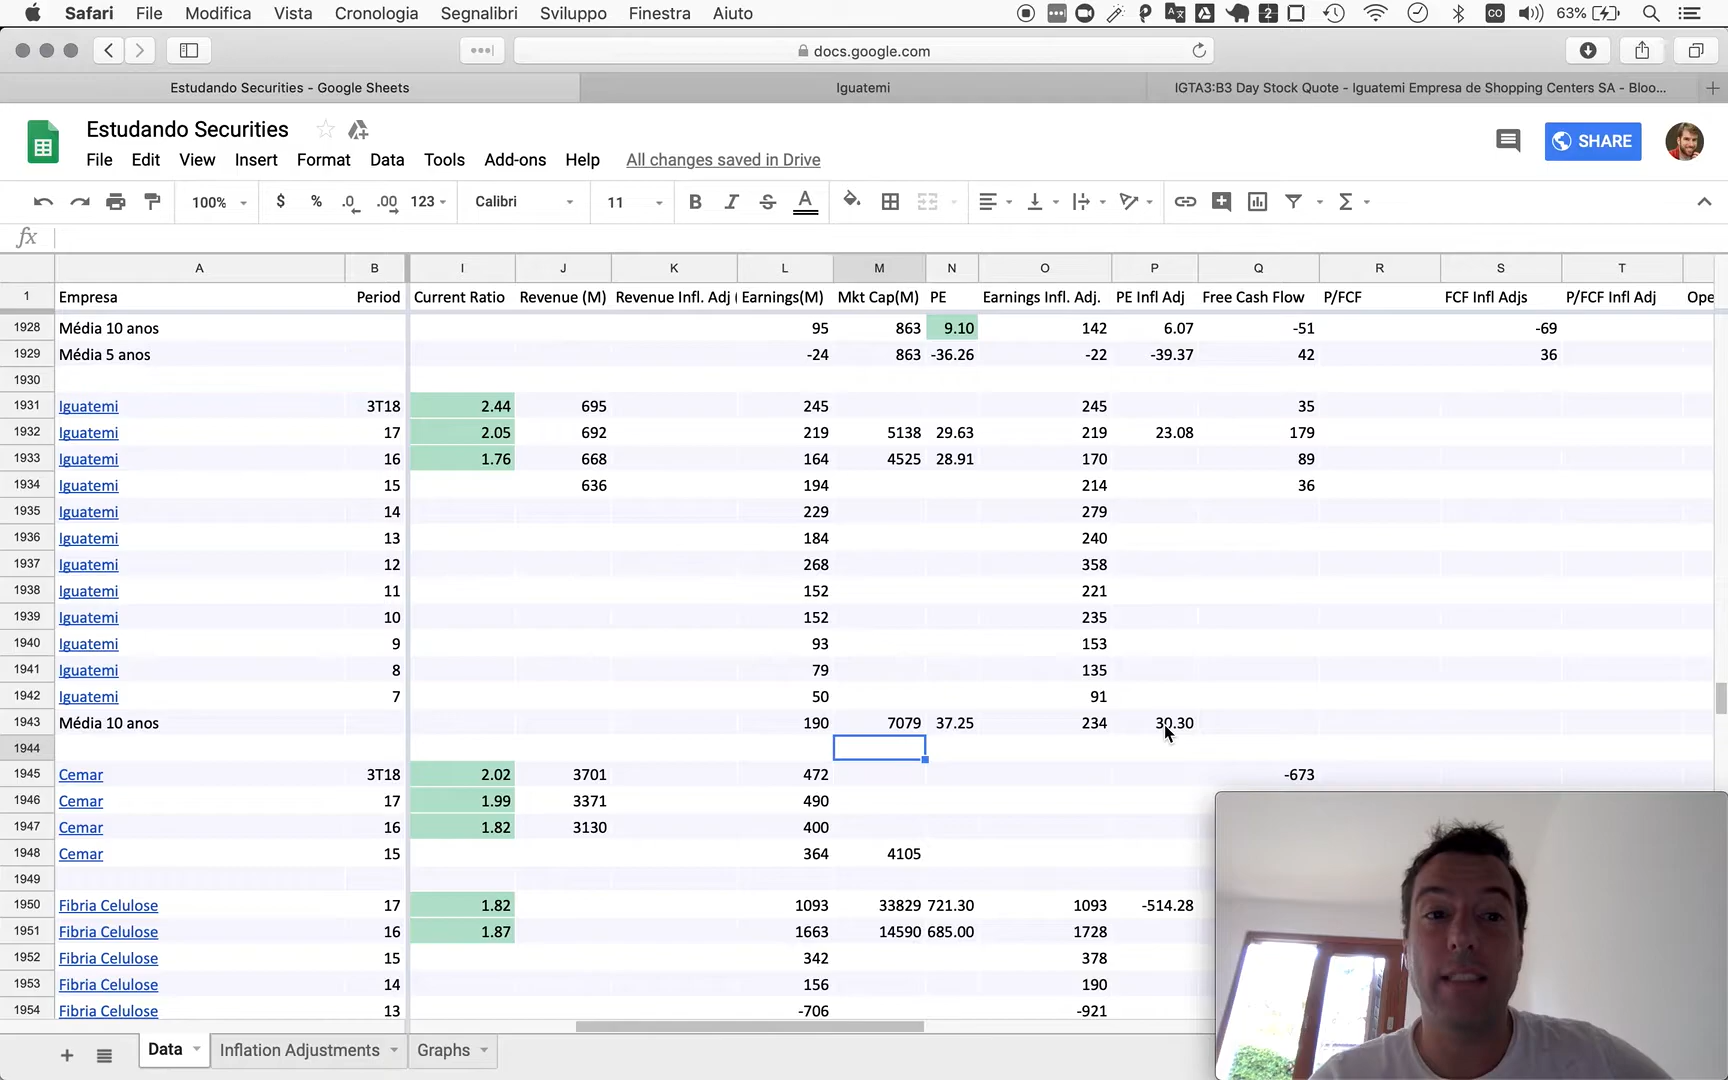 Safari File Modifica Vista Cronologia Segnalibri Sviluppo Finestra Aiuto 2 CO 63%
docs.google.com
Estudando Securities - Google Sheets Iguatemi IGTA3:B3 Day Stock Quote - Iguatemi Empresa de Shopping Centers SA - Bloo...
Estudando Securities
SHARE
File Edit View Insert Format Data Tools Add-ons Help All changes saved in Drive
100% $ % .0 .00 123 Calibri 11 B I S A Σ
fx
A B I J K L M N O P Q R S T
1 Empresa Period Current Ratio Revenue (M) Revenue Infl. Adj ( Earnings(M) Mkt Cap(M) PE Earnings Infl. Adj. PE Infl Adj Free Cash Flow P/FCF FCF Infl Adjs P/FCF Infl Adj Ope
1928 Média 10 anos 95 863 9.10 142 6.07 -51 -69
1929 Média 5 anos -24 863 -36.26 -22 -39.37 42 36
1930
1931 Iguatemi 3T18 2.44 695 245 245 35
1932 Iguatemi 17 2.05 692 219 5138 29.63 219 23.08 179
1933 Iguatemi 16 1.76 668 164 4525 28.91 170 89
1934 Iguatemi 15 636 194 214 36
1935 Iguatemi 14 229 279
1936 Iguatemi 13 184 240
1937 Iguatemi 12 268 358
1938 Iguatemi 11 152 221
1939 Iguatemi 10 152 235
1940 Iguatemi 9 93 153
1941 Iguatemi 8 79 135
1942 Iguatemi 7 50 91
1943 Média 10 anos 190 7079 37.25 234 30.30
1944
1945 Cemar 3T18 2.02 3701 472 -673
1946 Cemar 17 1.99 3371 490
1947 Cemar 16 1.82 3130 400
1948 Cemar 15 364 4105
1949
1950 Fibria Celulose 17 1.82 1093 33829 721.30 1093 -514.28
1951 Fibria Celulose 16 1.87 1663 14590 685.00 1728
1952 Fibria Celulose 15 342 378
1953 Fibria Celulose 14 156 190
1954 Fibria Celulose 13 -706 -921
Data Inflation Adjustments Graphs